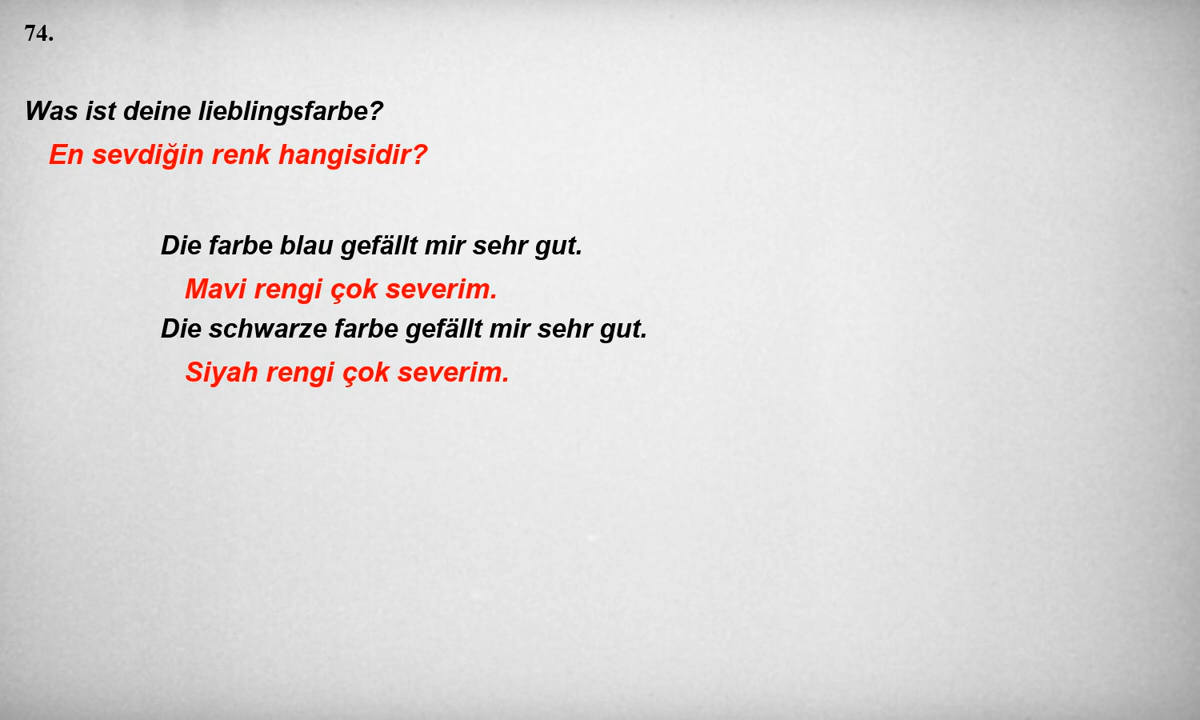 74.
Was ist deine lieblingsfarbe?
En sevdiğin renk hangisidir?
Die farbe blau gefällt mir sehr gut.
Mavi rengi çok severim.
Die schwarze farbe gefällt mir sehr gut.
Siyah rengi çok severim.